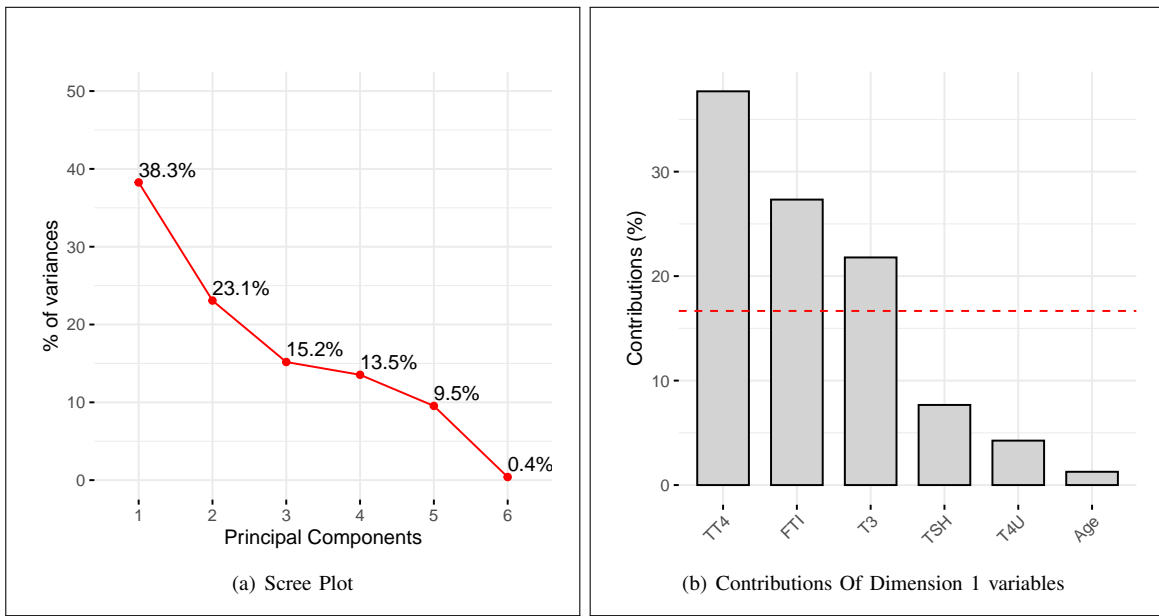 50
40
30
20
10
0
% of variances
38.3%
23.1%
15.2%
13.5%
9.5%
0.4%
1 2 3 4 5 6
Principal Components
(a) Scree Plot
30
20
10
0
Contributions (%)
TT4 FTI T3 TSH T4U Age
(b) Contributions Of Dimension 1 variables